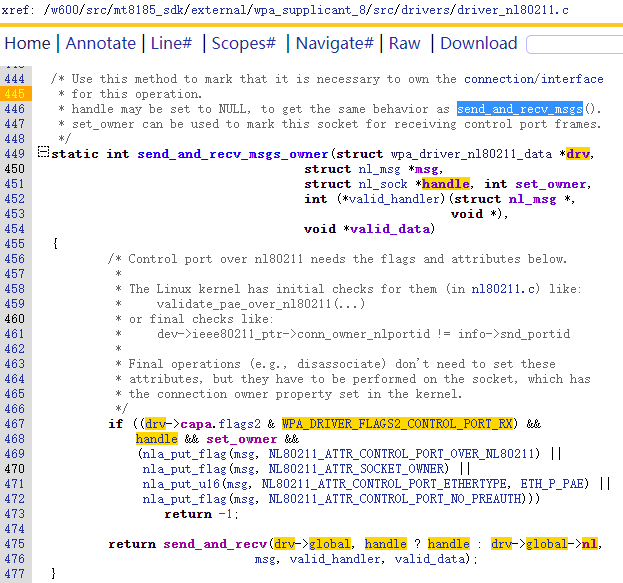 xref: /w600/src/mt8185_sdk/external/wpa_supplicant_8/src/drivers/driver_nl80211.c
Home | Annotate | Line# | Scopes# | Navigate# | Raw | Download
444 /* Use this method to mark that it is necessary to own the connection/interface
445 * for this operation.
446 * handle may be set to NULL, to get the same behavior as send_and_recv_msgs().
447 * set_owner can be used to mark this socket for receiving control port frames.
448 */
449 static int send_and_recv_msgs_owner(struct wpa_driver_nl80211_data *drv,
450 struct nl_msg *msg,
451 struct nl_sock *handle, int set_owner,
452 int (*valid_handler)(struct nl_msg *,
453 void *),
454 void *valid_data)
455 {
456 /* Control port over nl80211 needs the flags and attributes below.
457 *
458 * The Linux kernel has initial checks for them (in nl80211.c) like:
459 * validate_pae_over_nl80211(...)
460 * or final checks like:
461 * dev->ieee80211_ptr->conn_owner_nlportid != info->snd_portid
462 *
463 * Final operations (e.g., disassociate) don't need to set these
464 * attributes, but they have to be performed on the socket, which has
465 * the connection owner property set in the kernel.
466 */
467 if ((drv->capa.flags2 & WPA_DRIVER_FLAGS2_CONTROL_PORT_RX) &&
468 handle && set_owner &&
469 (nla_put_flag(msg, NL80211_ATTR_CONTROL_PORT_OVER_NL80211) ||
470 nla_put_flag(msg, NL80211_ATTR_SOCKET_OWNER) ||
471 nla_put_u16(msg, NL80211_ATTR_CONTROL_PORT_ETHERTYPE, ETH_P_PAE) ||
472 nla_put_flag(msg, NL80211_ATTR_CONTROL_PORT_NO_PREAUTH)))
473 return -1;
474
475 return send_and_recv(drv->global, handle ? handle : drv->global->nl,
476 msg, valid_handler, valid_data);
477 }